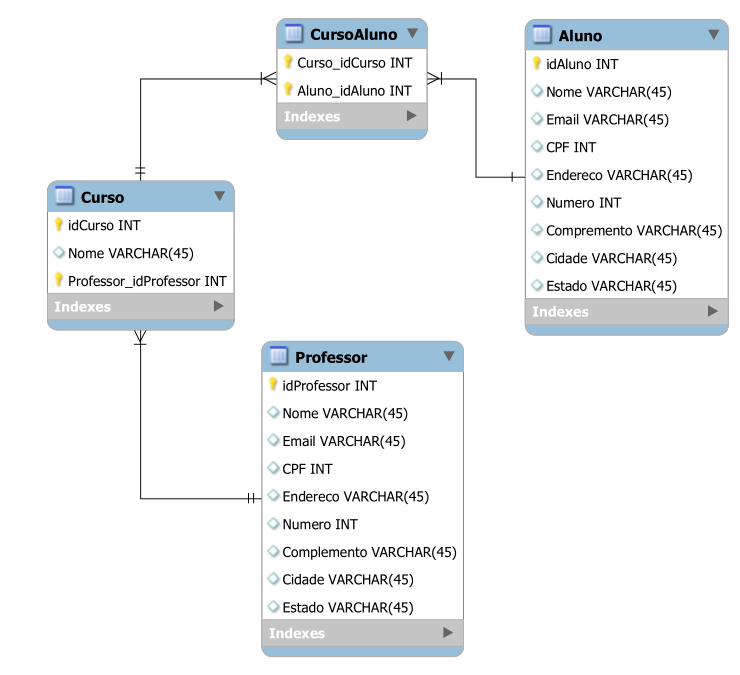 CursoAluno
Curso_idCurso INT
Aluno_idAluno INT
Indexes
Aluno
idAluno INT
Nome VARCHAR(45)
Email VARCHAR(45)
CPF INT
Endereco VARCHAR(45)
Numero INT
Compremento VARCHAR(45)
Cidade VARCHAR(45)
Estado VARCHAR(45)
Indexes
Curso
idCurso INT
Nome VARCHAR(45)
Professor_idProfessor INT
Indexes
Professor
idProfessor INT
Nome VARCHAR(45)
Email VARCHAR(45)
CPF INT
Endereco VARCHAR(45)
Numero INT
Complemento VARCHAR(45)
Cidade VARCHAR(45)
Estado VARCHAR(45)
Indexes